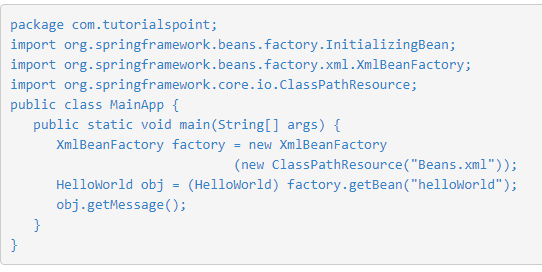 package com.tutorialspoint;
import org.springframework.beans.factory.InitializingBean;
import org.springframework.beans.factory.xml.XmlBeanFactory;
import org.springframework.core.io.ClassPathResource;
public class MainApp {
   public static void main(String[] args) {
      XmlBeanFactory factory = new XmlBeanFactory
                             (new ClassPathResource("Beans.xml"));
      HelloWorld obj = (HelloWorld) factory.getBean("helloWorld");
      obj.getMessage();
   }
}